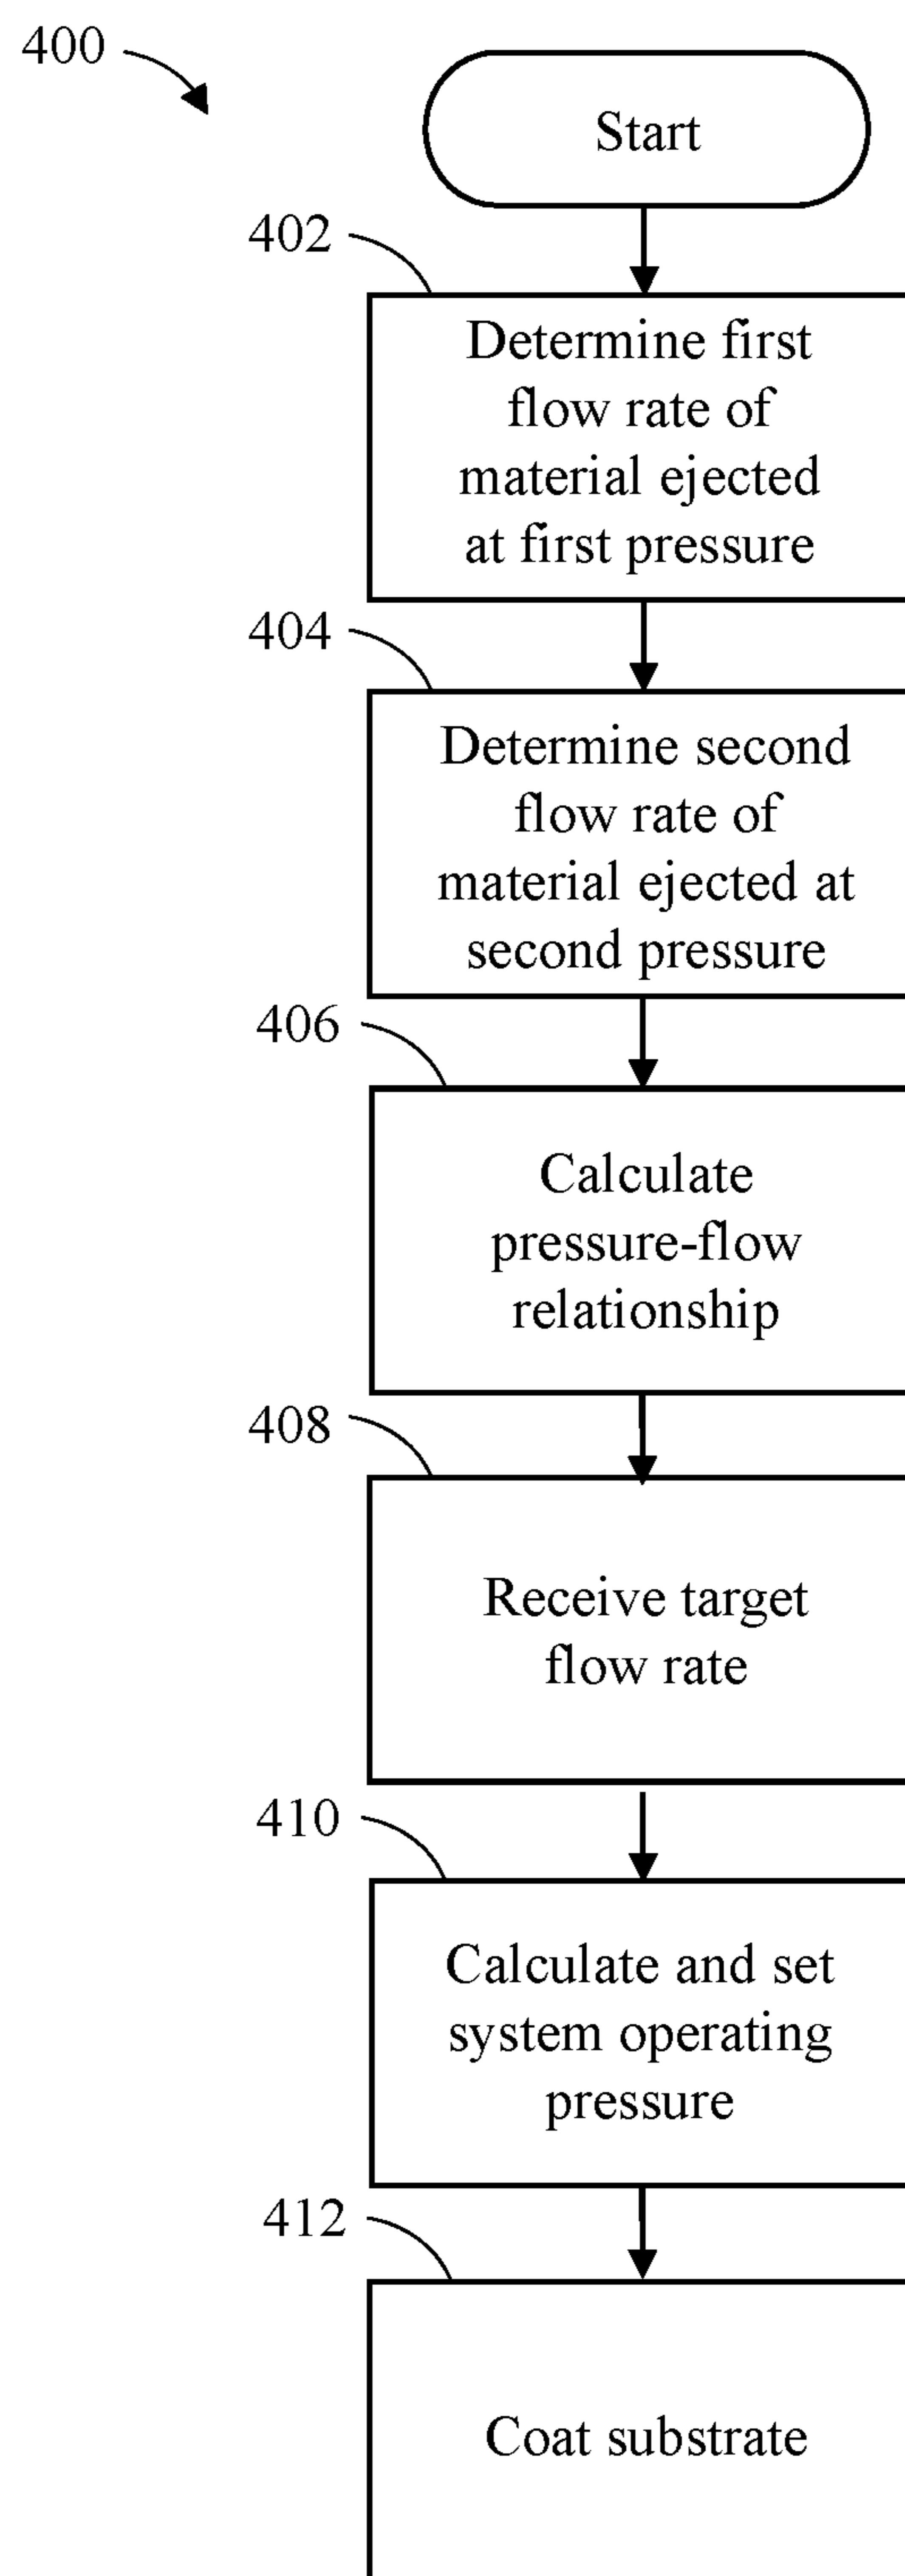 400
Start
402
Determine first
flow rate of
material ejected
at first pressure
404
Determine second
flow rate of
material ejected at
second pressure
406
Calculate
pressure-flow
relationship
408
Receive target
flow rate
410
Calculate and set
system operating
pressure
412
Coat substrate